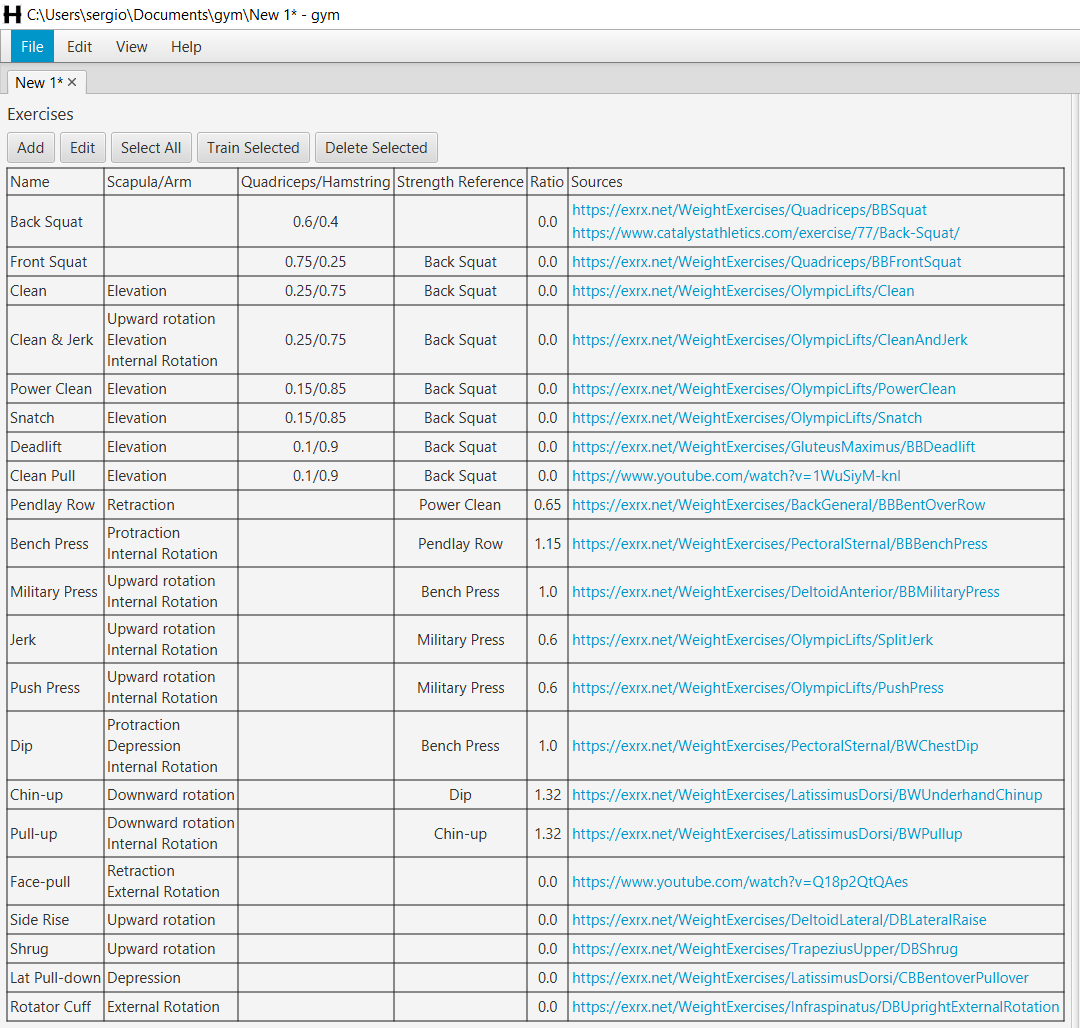 C:\Users\sergio\Documents\gym\New 1* - gym
File Edit View Help
New 1* ×
Exercises
Add Edit Select All Train Selected Delete Selected
Name Scapula/Arm Quadriceps/Hamstring Strength Reference Ratio Sources
Back Squat 0.6/0.4 0.0 https://exrx.net/WeightExercises/Quadriceps/BBSquat
https://www.catalystathletics.com/exercise/77/Back-Squat/
Front Squat 0.75/0.25 Back Squat 0.0 https://exrx.net/WeightExercises/Quadriceps/BBFrontSquat
Clean Elevation 0.25/0.75 Back Squat 0.0 https://exrx.net/WeightExercises/OlympicLifts/Clean
Upward rotation
Clean & Jerk Elevation 0.25/0.75 Back Squat 0.0 https://exrx.net/WeightExercises/OlympicLifts/CleanAndJerk
Internal Rotation
Power Clean Elevation 0.15/0.85 Back Squat 0.0 https://exrx.net/WeightExercises/OlympicLifts/PowerClean
Snatch Elevation 0.15/0.85 Back Squat 0.0 https://exrx.net/WeightExercises/OlympicLifts/Snatch
Deadlift Elevation 0.1/0.9 Back Squat 0.0 https://exrx.net/WeightExercises/GluteusMaximus/BBDeadlift
Clean Pull Elevation 0.1/0.9 Back Squat 0.0 https://www.youtube.com/watch?v=1WuSiyM-knI
Pendlay Row Retraction Power Clean 0.65 https://exrx.net/WeightExercises/BackGeneral/BBBentOverRow
Bench Press Protraction
Internal Rotation Pendlay Row 1.15 https://exrx.net/WeightExercises/PectoralSternal/BBBenchPress
Military Press Upward rotation
Internal Rotation Bench Press 1.0 https://exrx.net/WeightExercises/DeltoidAnterior/BBMilitaryPress
Jerk Upward rotation
Internal Rotation Military Press 0.6 https://exrx.net/WeightExercises/OlympicLifts/SplitJerk
Push Press Upward rotation
Internal Rotation Military Press 0.6 https://exrx.net/WeightExercises/OlympicLifts/PushPress
Protraction
Dip Depression Bench Press 1.0 https://exrx.net/WeightExercises/PectoralSternal/BWChestDip
Internal Rotation
Chin-up Downward rotation Dip 1.32 https://exrx.net/WeightExercises/LatissimusDorsi/BWUnderhandChinup
Pull-up Downward rotation
Internal Rotation Chin-up 1.32 https://exrx.net/WeightExercises/LatissimusDorsi/BWPullup
Face-pull Retraction
External Rotation 0.0 https://www.youtube.com/watch?v=Q18p2QtQAes
Side Rise Upward rotation 0.0 https://exrx.net/WeightExercises/DeltoidLateral/DBLateralRaise
Shrug Upward rotation 0.0 https://exrx.net/WeightExercises/TrapeziusUpper/DBShrug
Lat Pull-down Depression 0.0 https://exrx.net/WeightExercises/LatissimusDorsi/CBBentoverPullover
Rotator Cuff External Rotation 0.0 https://exrx.net/WeightExercises/Infraspinatus/DBUprightExternalRotation